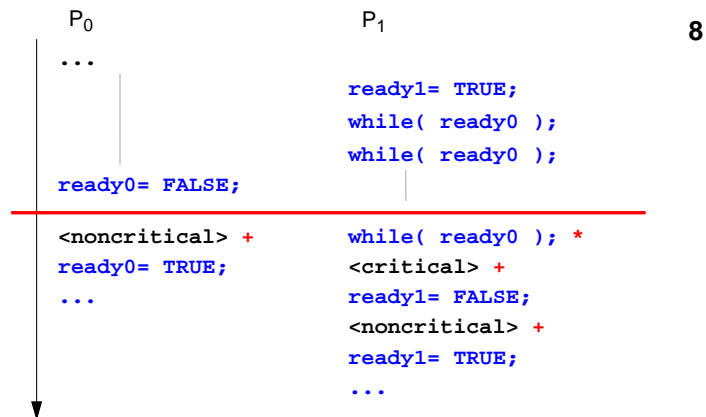 P0 P1
8
...
ready1= TRUE;
while( ready0 );
while( ready0 );
ready0= FALSE;
<noncritical> + while( ready0 ); *
ready0= TRUE; <critical> +
... ready1= FALSE;
<noncritical> +
ready1= TRUE;
...